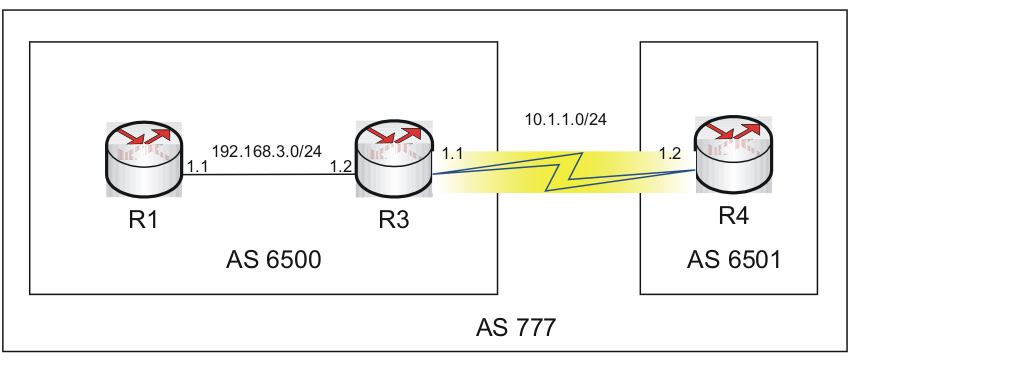 10.1.1.0/24
192.168.3.0/24
1.1
1.2
1.1
1.2
R1
R3
R4
AS 6500
AS 6501
AS 777